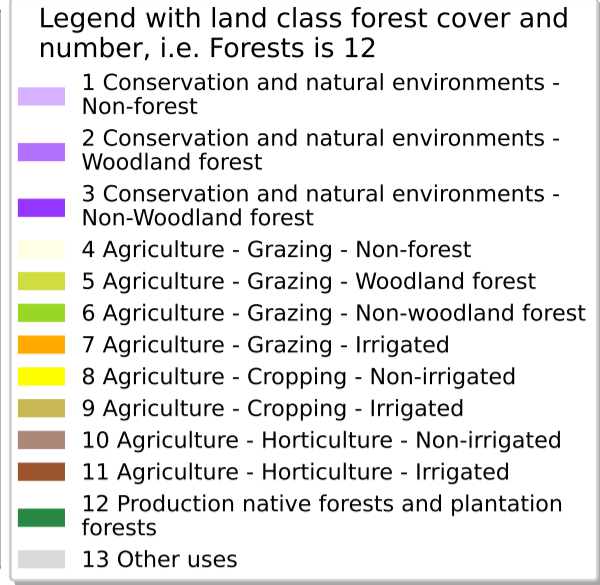 Legend with land class forest cover and
number, i.e. Forests is 12
1 Conservation and natural environments -
Non-forest
2 Conservation and natural environments -
Woodland forest
3 Conservation and natural environments -
Non-Woodland forest
4 Agriculture - Grazing - Non-forest
5 Agriculture - Grazing - Woodland forest
6 Agriculture - Grazing - Non-woodland forest
7 Agriculture - Grazing - Irrigated
8 Agriculture - Cropping - Non-irrigated
9 Agriculture - Cropping - Irrigated
10 Agriculture - Horticulture - Non-irrigated
11 Agriculture - Horticulture - Irrigated
12 Production native forests and plantation
forests
13 Other uses